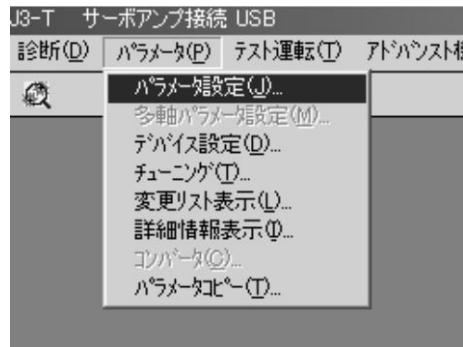 J3-T サーボアンプ接続 USB
診断(D) パラメータ(P) テスト運転(T) アドバンスト機
パラメータ設定(J)...
多軸パラメータ設定(M)...
デバイス設定(D)...
チューニング(T)...
変更リスト表示(L)...
詳細情報表示(I)...
コンバータ(C)...
パラメータコピー(T)...